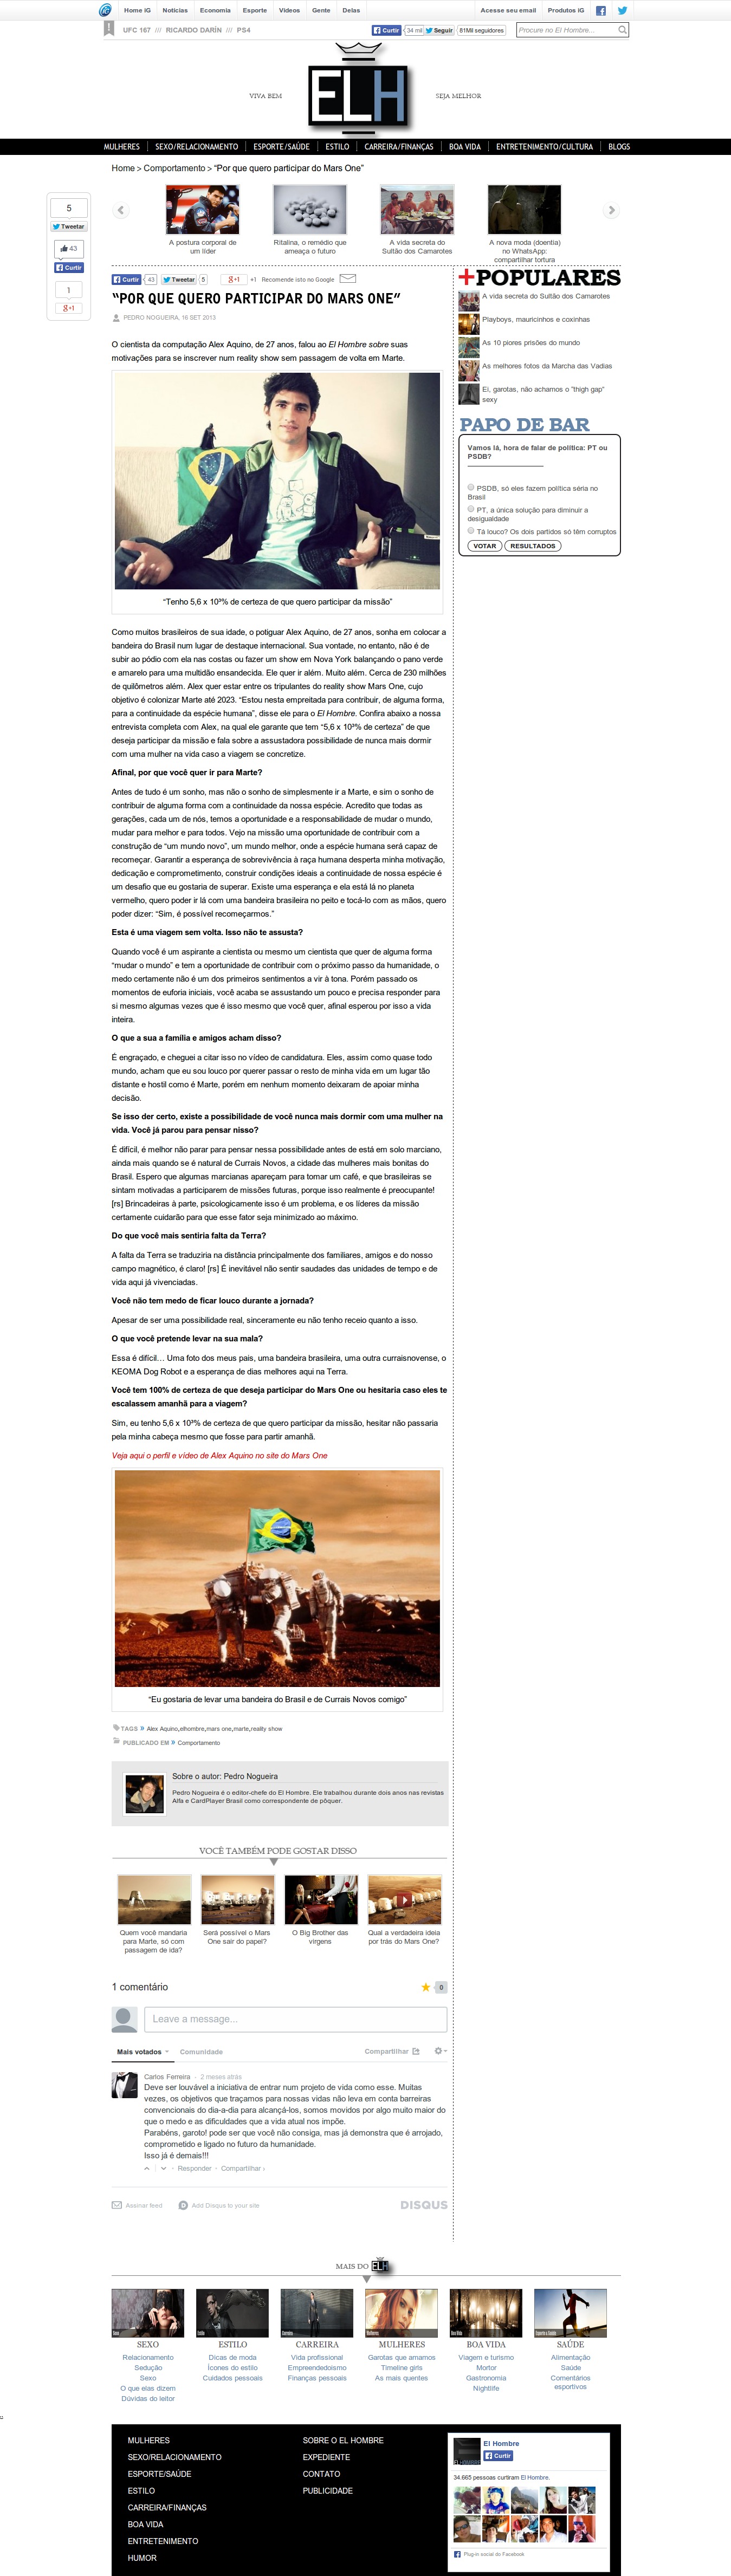 Home iG Notícias Economia Esporte Vídeos Gente Delas Acesse seu email Produtos iG
UFC 167 /// RICARDO DARÍN /// PS4 Curtir 34 mil Seguir 81Mil seguidores Procure no El Hombre...
VIVA BEM ELH SEJA MELHOR
MULHERES SEXO/RELACIONAMENTO ESPORTE/SAÚDE ESTILO CARREIRA/FINANÇAS BOA VIDA ENTRETENIMENTO/CULTURA BLOGS
Home > Comportamento > “Por que quero participar do Mars One”
5
Tweetar
43
Curtir
1
g+1
A postura corporal de
um líder
Ritalina, o remédio que
ameaça o futuro
A vida secreta do
Sultão dos Camarotes
A nova moda (doentia)
no WhatsApp:
compartilhar tortura
Curtir 43 Tweetar 5 g+1 +1 Recomende isto no Google
“POR QUE QUERO PARTICIPAR DO MARS ONE”
PEDRO NOGUEIRA, 16 SET 2013
O cientista da computação Alex Aquino, de 27 anos, falou ao El Hombre sobre suas
motivações para se inscrever num reality show sem passagem de volta em Marte.
“Tenho 5,6 x 10³% de certeza de que quero participar da missão”
Como muitos brasileiros de sua idade, o potiguar Alex Aquino, de 27 anos, sonha em colocar a
bandeira do Brasil num lugar de destaque internacional. Sua vontade, no entanto, não é de
subir ao pódio com ela nas costas ou fazer um show em Nova York balançando o pano verde
e amarelo para uma multidão ensandecida. Ele quer ir além. Muito além. Cerca de 230 milhões
de quilômetros além. Alex quer estar entre os tripulantes do reality show Mars One, cujo
objetivo é colonizar Marte até 2023. “Estou nesta empreitada para contribuir, de alguma forma,
para a continuidade da espécie humana”, disse ele para o El Hombre. Confira abaixo a nossa
entrevista completa com Alex, na qual ele garante que tem “5,6 x 10³% de certeza” de que
deseja participar da missão e fala sobre a assustadora possibilidade de nunca mais dormir
com uma mulher na vida caso a viagem se concretize.
Afinal, por que você quer ir para Marte?
Antes de tudo é um sonho, mas não o sonho de simplesmente ir a Marte, e sim o sonho de
contribuir de alguma forma com a continuidade da nossa espécie. Acredito que todas as
gerações, cada um de nós, temos a oportunidade e a responsabilidade de mudar o mundo,
mudar para melhor e para todos. Vejo na missão uma oportunidade de contribuir com a
construção de “um mundo novo”, um mundo melhor, onde a espécie humana será capaz de
recomeçar. Garantir a esperança de sobrevivência à raça humana demanda minha motivação,
dedicação e comprometimento, construir condições ideais a continuidade de nossa espécie é
um desafio que eu gostaria de superar. Existe uma esperança e ela está lá no planeta
vermelho, quero poder ir lá com uma bandeira brasileira no peito e tocá-lo com as mãos, quero
poder dizer: “Sim, é possível recomeçarmos.”
Esta é uma viagem sem volta. Isso não te assusta?
Quando você é um aspirante a cientista ou mesmo um cientista que quer de alguma forma
“mudar o mundo” e tem a oportunidade de contribuir com o próximo passo da humanidade, o
medo certamente não é um dos primeiros sentimentos a vir à tona. Porém passado os
momentos de euforia iniciais, você acaba se assustando um pouco e precisa responder para
si mesmo algumas vezes que é isso mesmo que você quer, afinal esperou por isso a vida
inteira.
O que a sua a família e amigos acham disso?
É engraçado, e cheguei a citar isso no vídeo de candidatura. Eles, assim como quase todo
mundo, acham que eu sou louco por querer passar o resto de minha vida em um lugar tão
distante e hostil como é Marte, porém em nenhum momento deixaram de apoiar minha
decisão.
Se isso der certo, existe a possibilidade de você nunca mais dormir com uma mulher na
vida. Você já parou para pensar nisso?
É difícil, é melhor não parar para pensar nessa possibilidade antes de está em solo marciano,
ainda mais quando se é natural de Currais Novos, a cidade das mulheres mais bonitas do
Brasil. Espero que algumas marcianas apareçam para tomar um café, e que brasileiras se
sintam motivadas a participarem de missões futuras, porque isso realmente é preocupante!
[rs] Brincadeiras à parte, psicologicamente isso é um problema, e os líderes da missão
certamente cuidarão para que esse fator seja minimizado ao máximo.
Do que você mais sentiria falta da Terra?
A falta da Terra se traduziria na distância principalmente dos familiares, amigos e do nosso
campo magnético, é claro! [rs] É inevitável não sentir saudades das unidades de tempo e de
vida aqui já vivenciadas.
Você não tem medo de ficar louco durante a jornada?
Apesar de ser uma possibilidade real, sinceramente eu não tenho receio quanto a isso.
O que você pretende levar na sua mala?
Essa é difícil… Uma foto dos meus pais, uma bandeira brasileira, uma outra curraisnovense, o
KEOMA Dog Robot e a esperança de dias melhores aqui na Terra.
Você tem 100% de certeza de que deseja participar do Mars One ou hesitaria caso eles te
escalassem amanhã para a viagem?
Sim, eu tenho 5,6 x 10³% de certeza de que quero participar da missão, hesitar não passaria
pela minha cabeça mesmo que fosse para partir amanhã.
Veja aqui o perfil e vídeo de Alex Aquino no site do Mars One
“Eu gostaria de levar uma bandeira do Brasil e de Currais Novos comigo”
TAGS » Alex Aquino,elhombre,mars one,marte,reality show
PUBLICADO EM » Comportamento
Sobre o autor: Pedro Nogueira
Pedro Nogueira é o editor-chefe do El Hombre. Ele trabalhou durante dois anos nas revistas
Alfa e CardPlayer Brasil como correspondente de pôquer.
VOCÊ TAMBÉM PODE GOSTAR DISSO
Quem você mandaria
para Marte, só com
passagem de ida?
Será possível o Mars
One sair do papel?
O Big Brother das
virgens
Qual a verdadeira ideia
por trás do Mars One?
1 comentário 0
Leave a message...
Mais votados Comunidade Compartilhar
Carlos Ferreira · 2 meses atrás
Deve ser louvável a iniciativa de entrar num projeto de vida como esse. Muitas
vezes, os objetivos que traçamos para nossas vidas não leva em conta barreiras
convencionais do dia-a-dia para alcançá-los, somos movidos por algo muito maior do
que o medo e as dificuldades que a vida atual nos impõe.
Parabéns, garoto! pode ser que você não consiga, mas já demonstra que é arrojado,
comprometido e ligado no futuro da humanidade.
Isso já é demais!!!
Responder · Compartilhar ›
Assinar feed Add Disqus to your site DISQUS
+POPULARES
A vida secreta do Sultão dos Camarotes
Playboys, mauricinhos e coxinhas
As 10 piores prisões do mundo
As melhores fotos da Marcha das Vadias
Ei, garotas, não achamos o "thigh gap"
sexy
PAPO DE BAR
Vamos lá, hora de falar de política: PT ou
PSDB?
PSDB, só eles fazem política séria no
Brasil
PT, a única solução para diminuir a
desigualdade
Tá louco? Os dois partidos só têm corruptos
VOTAR RESULTADOS
MAIS DO ELH
SEXO
Relacionamento
Sedução
Sexo
O que elas dizem
Dúvidas do leitor
ESTILO
Dicas de moda
Ícones do estilo
Cuidados pessoais
CARREIRA
Vida profissional
Empreendedoismo
Finanças pessoais
MULHERES
Garotas que amamos
Timeline girls
As mais quentes
BOA VIDA
Viagem e turismo
Mortor
Gastronomia
Nightlife
SAÚDE
Alimentação
Saúde
Comentários
esportivos
MULHERES
SEXO/RELACIONAMENTO
ESPORTE/SAÚDE
ESTILO
CARREIRA/FINANÇAS
BOA VIDA
ENTRETENIMENTO
HUMOR
SOBRE O EL HOMBRE
EXPEDIENTE
CONTATO
PUBLICIDADE
El Hombre
Curtir
34.665 pessoas curtiram El Hombre.
Plug-in social do Facebook